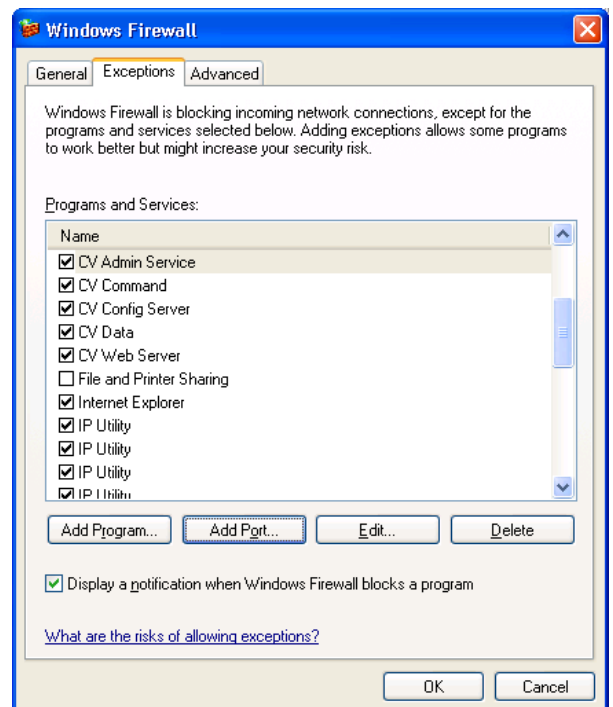 Windows Firewall
General Exceptions Advanced
Windows Firewall is blocking incoming network connections, except for the
programs and services selected below. Adding exceptions allows some programs
to work better but might increase your security risk.
Programs and Services:
Name
CV Admin Service
CV Command
CV Config Server
CV Data
CV Web Server
File and Printer Sharing
Internet Explorer
IP Utility
IP Utility
IP Utility
IP Utility
Add Program... Add Port... Edit... Delete
Display a notification when Windows Firewall blocks a program
What are the risks of allowing exceptions?
OK Cancel